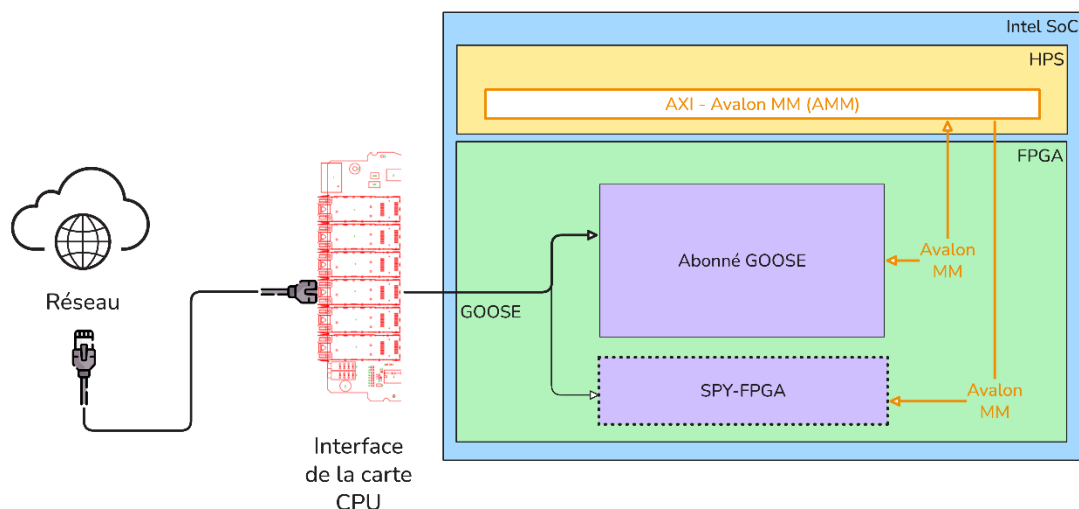 Intel SoC
HPS
AXI - Avalon MM (AMM)
FPGA
Abonné GOOSE
Avalon
MM
Réseau
GOOSE
SPY-FPGA
Avalon
MM
Interface
de la carte
CPU